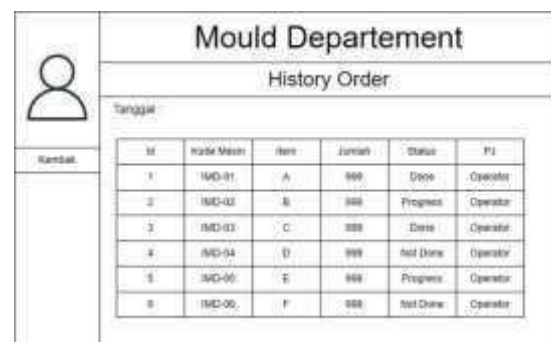 Mould Departement
History Order
Tanggal :
Kembali
Id Kode Mesin Item Jumlah Status PJ
1 IMD-01 A 999 Done Operator
2 IMD-02 B 999 Progress Operator
3 IMD-03 C 999 Done Operator
4 IMD-04 D 999 Not Done Operator
5 IMD-05 E 999 Progress Operator
6 IMD-06 F 999 Not Done Operator